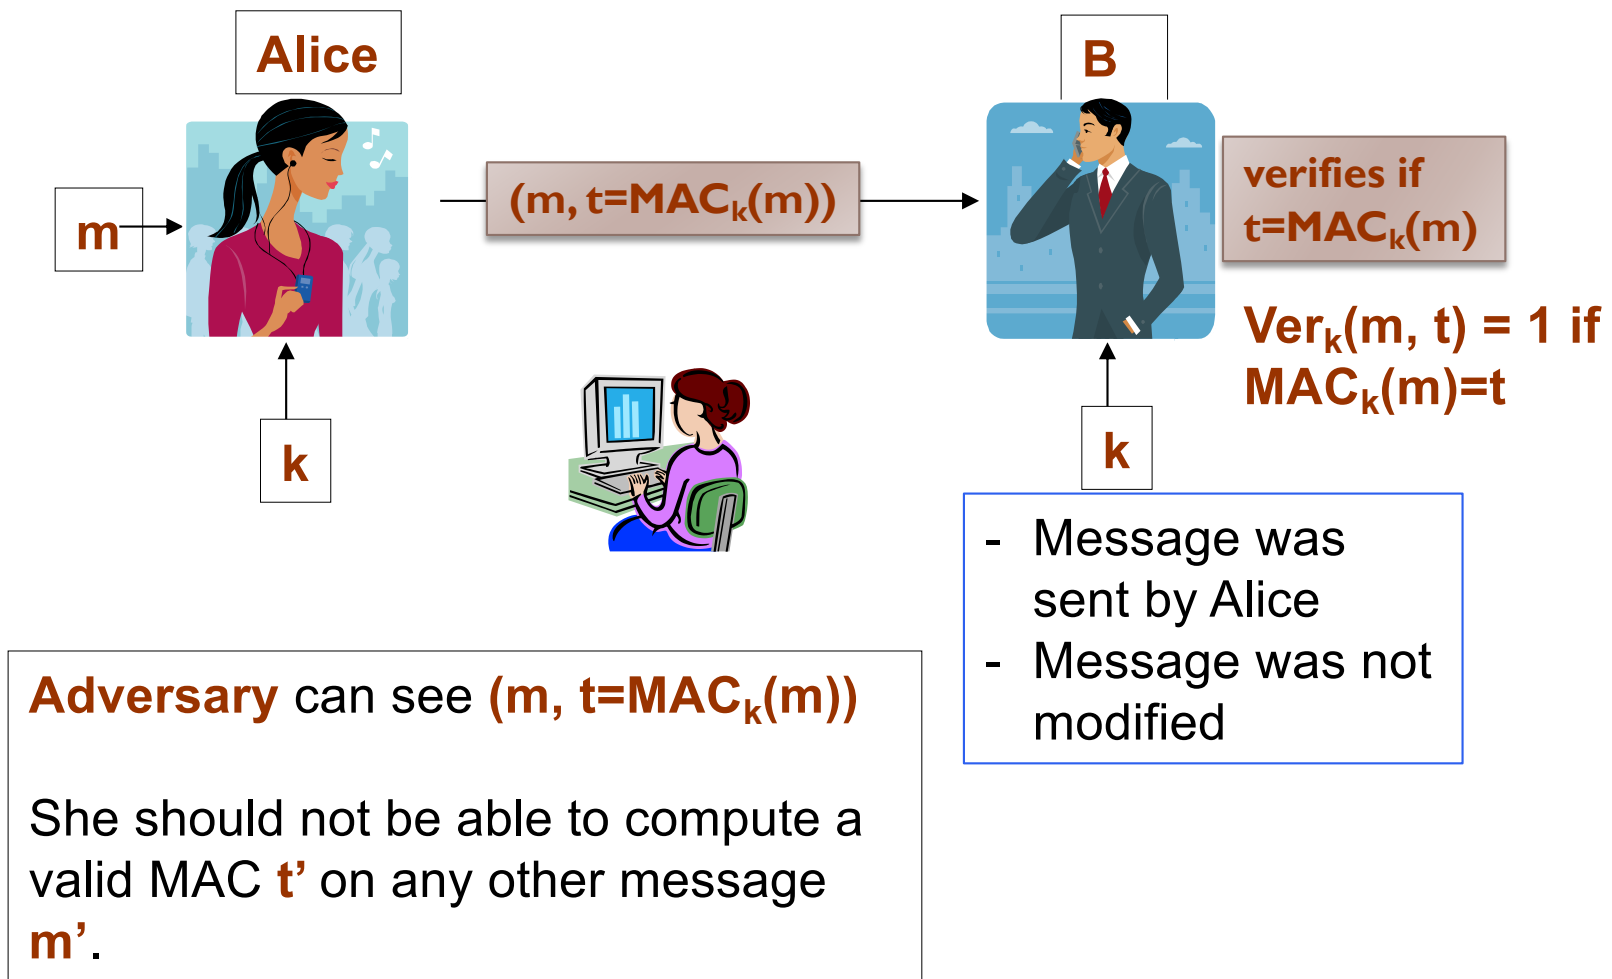 Alice
B
m
(m, t=MACₖ(m))
verifies if
t=MACₖ(m)
Verₖ(m, t) = 1 if
MACₖ(m)=t
k
k
- Message was
sent by Alice
- Message was not
modified
Adversary can see (m, t=MACₖ(m))
She should not be able to compute a
valid MAC t’ on any other message
m’.